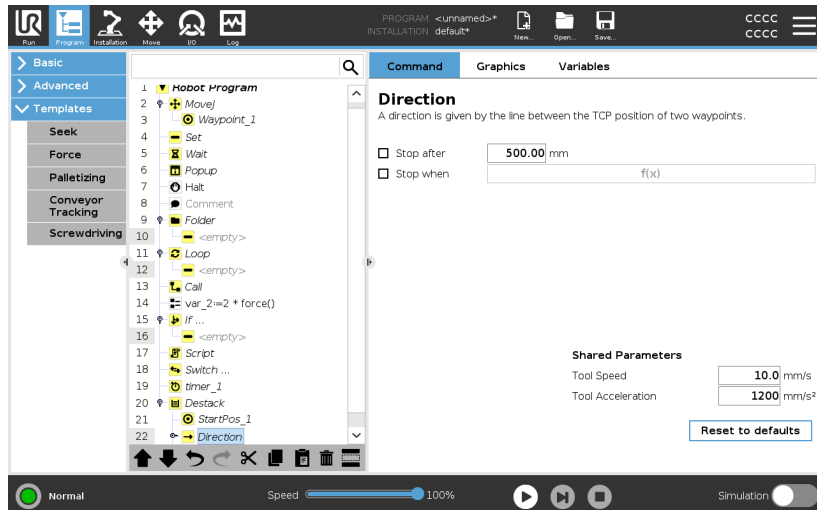 UR
Run
Program
Installation
Move
I/O
Log
PROGRAM <unnamed>*
INSTALLATION default*
New...
Open...
Save...
CCCC
CCCC
Basic
Advanced
Templates
Seek
Force
Palletizing
Conveyor
Tracking
Screwdriving
1 Robot Program
2 MoveJ
3 Waypoint_1
4 Set
5 Wait
6 Popup
7 Halt
8 Comment
9 Folder
10 <empty>
11 Loop
12 <empty>
13 Call
14 var_2:=2 * force()
15 If ...
16 <empty>
17 Script
18 Switch ...
19 timer_1
20 Destack
21 StartPos_1
22 Direction
Command Graphics Variables
Direction
A direction is given by the line between the TCP position of two waypoints.
Stop after 500.00 mm
Stop when f(x)
Shared Parameters
Tool Speed 10.0 mm/s
Tool Acceleration 1200 mm/s²
Reset to defaults
Normal
Speed 100%
Simulation